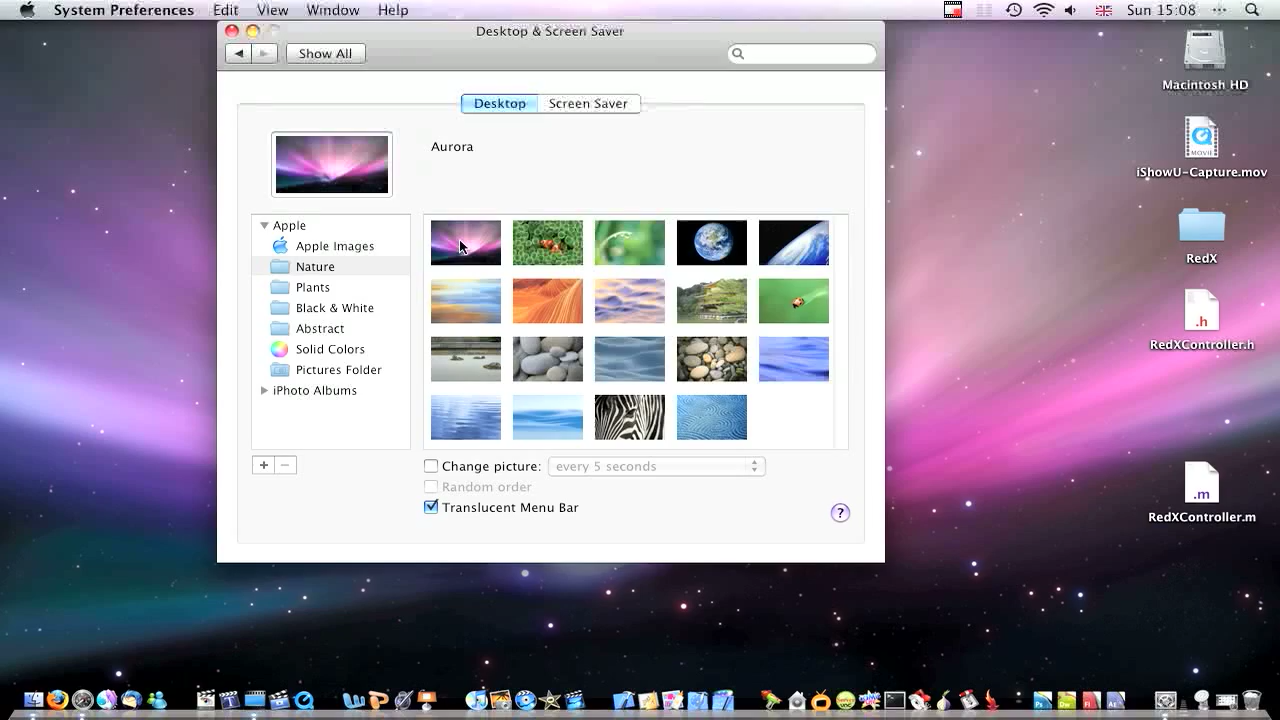 System Preferences Edit View Window Help Sun 15:08
Desktop & Screen Saver
Show All
Desktop Screen Saver
Aurora
Apple
Apple Images
Nature
Plants
Black & White
Abstract
Solid Colors
Pictures Folder
iPhoto Albums
+ −
Change picture: every 5 seconds
Random order
Translucent Menu Bar
?
Macintosh HD
MOVIE
iShowU-Capture.mov
RedX
.h
RedXController.h
.m
RedXController.m